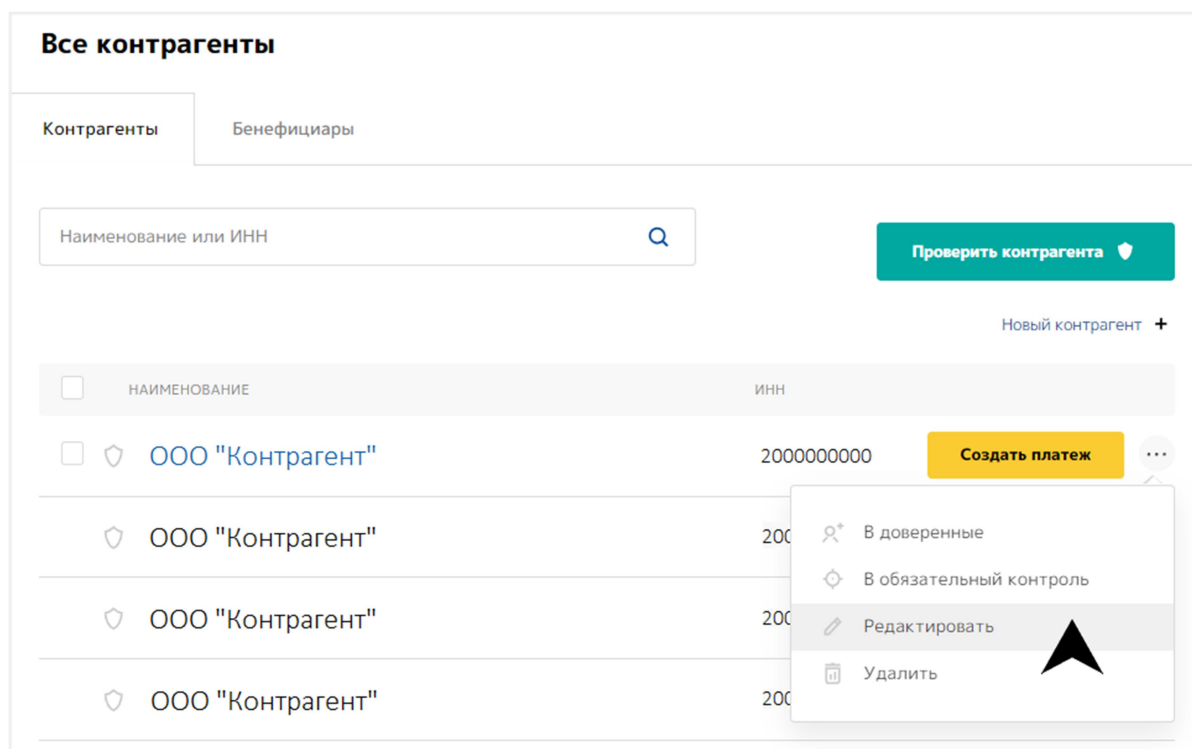 Все контрагенты
Контрагенты Бенефициары
Наименование или ИНН
Проверить контрагента
Новый контрагент +
НАИМЕНОВАНИЕ ИНН
ООО "Контрагент" 2000000000 Создать платеж ...
ООО "Контрагент" 200
В доверенные
В обязательный контроль
ООО "Контрагент" 200
Редактировать
Удалить
ООО "Контрагент" 200